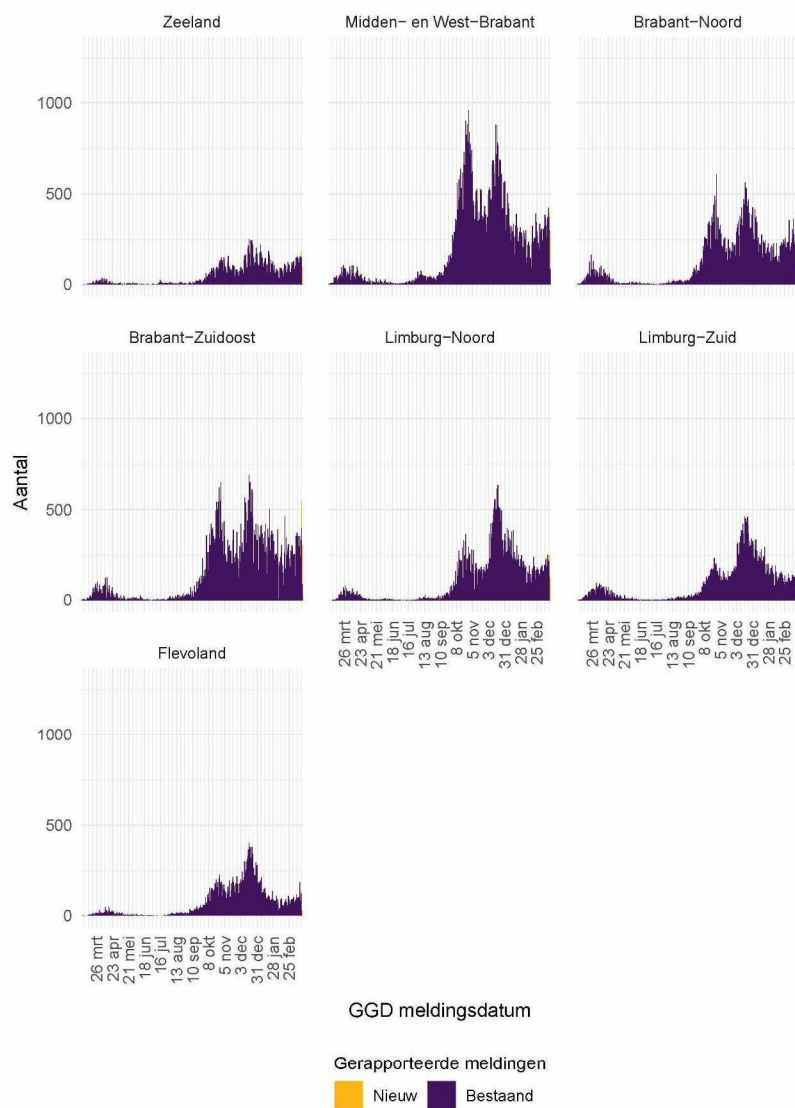 Zeeland
Midden- en West-Brabant
Brabant-Noord
1000
500
0
Brabant-Zuidoost
Limburg-Noord
Limburg-Zuid
1000
500
0
Aantal
26 mrt
23 apr
21 mei
18 jun
16 jul
13 aug
10 sep
8 okt
5 nov
3 dec
31 dec
28 jan
25 feb
26 mrt
23 apr
21 mei
18 jun
16 jul
13 aug
10 sep
8 okt
5 nov
3 dec
31 dec
28 jan
25 feb
Flevoland
1000
500
0
26 mrt
23 apr
21 mei
18 jun
16 jul
13 aug
10 sep
8 okt
5 nov
3 dec
31 dec
28 jan
25 feb
GGD meldingsdatum
Gerapporteerde meldingen
Nieuw
Bestaand